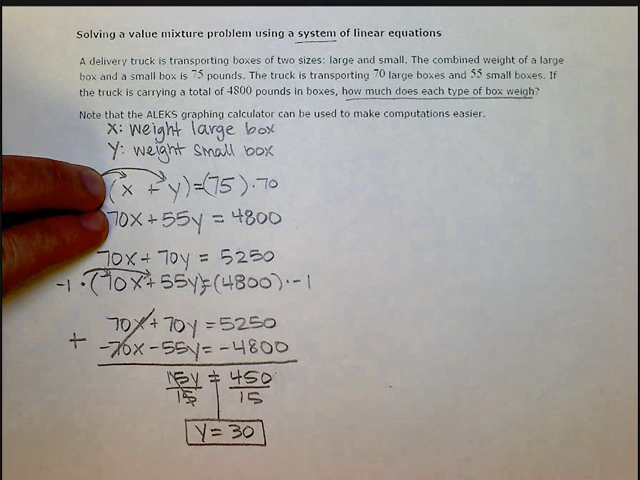 Solving a value mixture problem using a system of linear equations
A delivery truck is transporting boxes of two sizes: large and small. The combined weight of a large
box and a small box is 75 pounds. The truck is transporting 70 large boxes and 55 small boxes. If
the truck is carrying a total of 4800 pounds in boxes, how much does each type of box weigh?
Note that the ALEKS graphing calculator can be used to make computations easier.
X: weight large box
Y: weight small box
(x + y)=(75)·70
70x+55y = 4800
70x+ 70y = 5250
-1 · (70x+55y)=(4800)·-1
70x+70y=5250
+ -70x-55y=-4800
15y = 450
15 15
y = 30